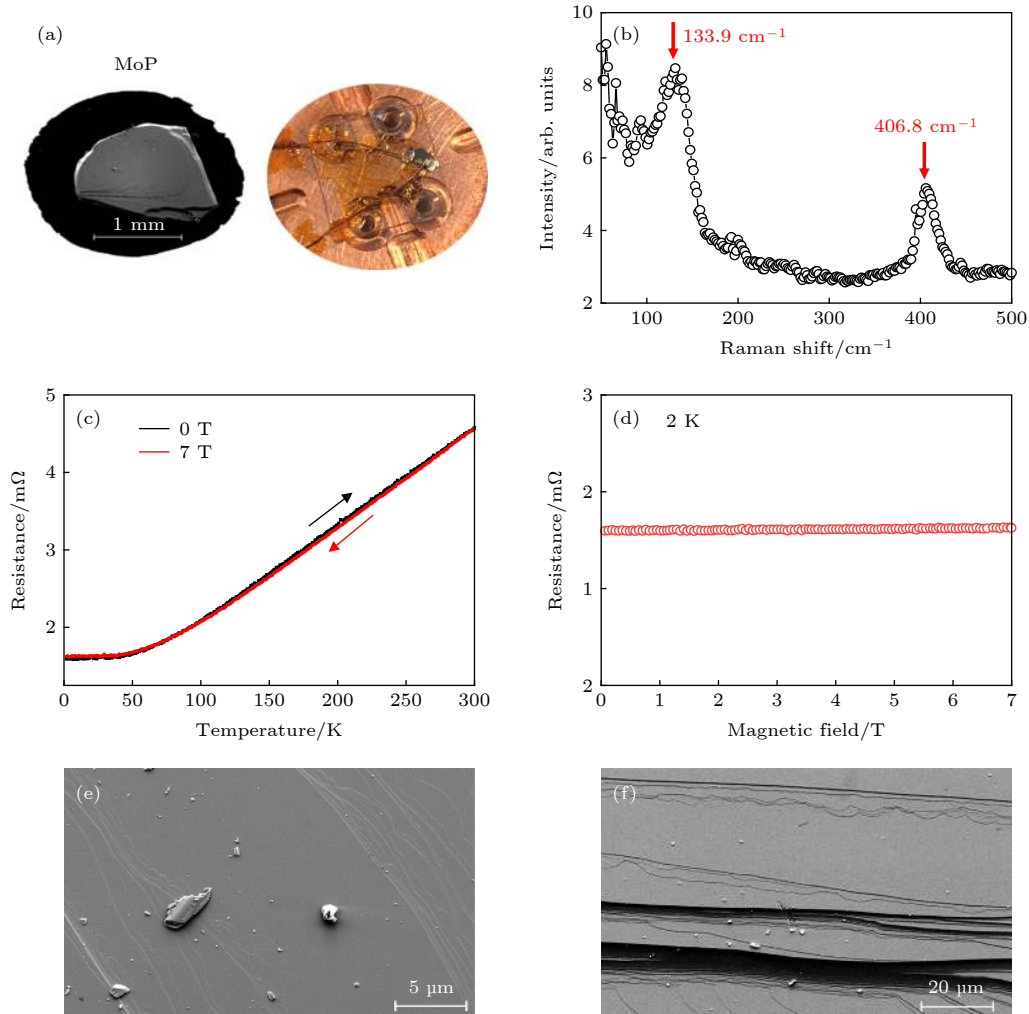 (a)
MoP
1 mm
(b)
133.9 cm⁻¹
406.8 cm⁻¹
10
8
6
4
2
Intensity/arb. units
100
200
300
400
500
Raman shift/cm⁻¹
(c)
0 T
7 T
5
4
3
2
Resistance/mΩ
0
50
100
150
200
250
300
Temperature/K
(d)
2 K
3
2
1
2
Resistance/mΩ
0
1
2
3
4
5
6
7
Magnetic field/T
(e)
5 μm
(f)
20 μm